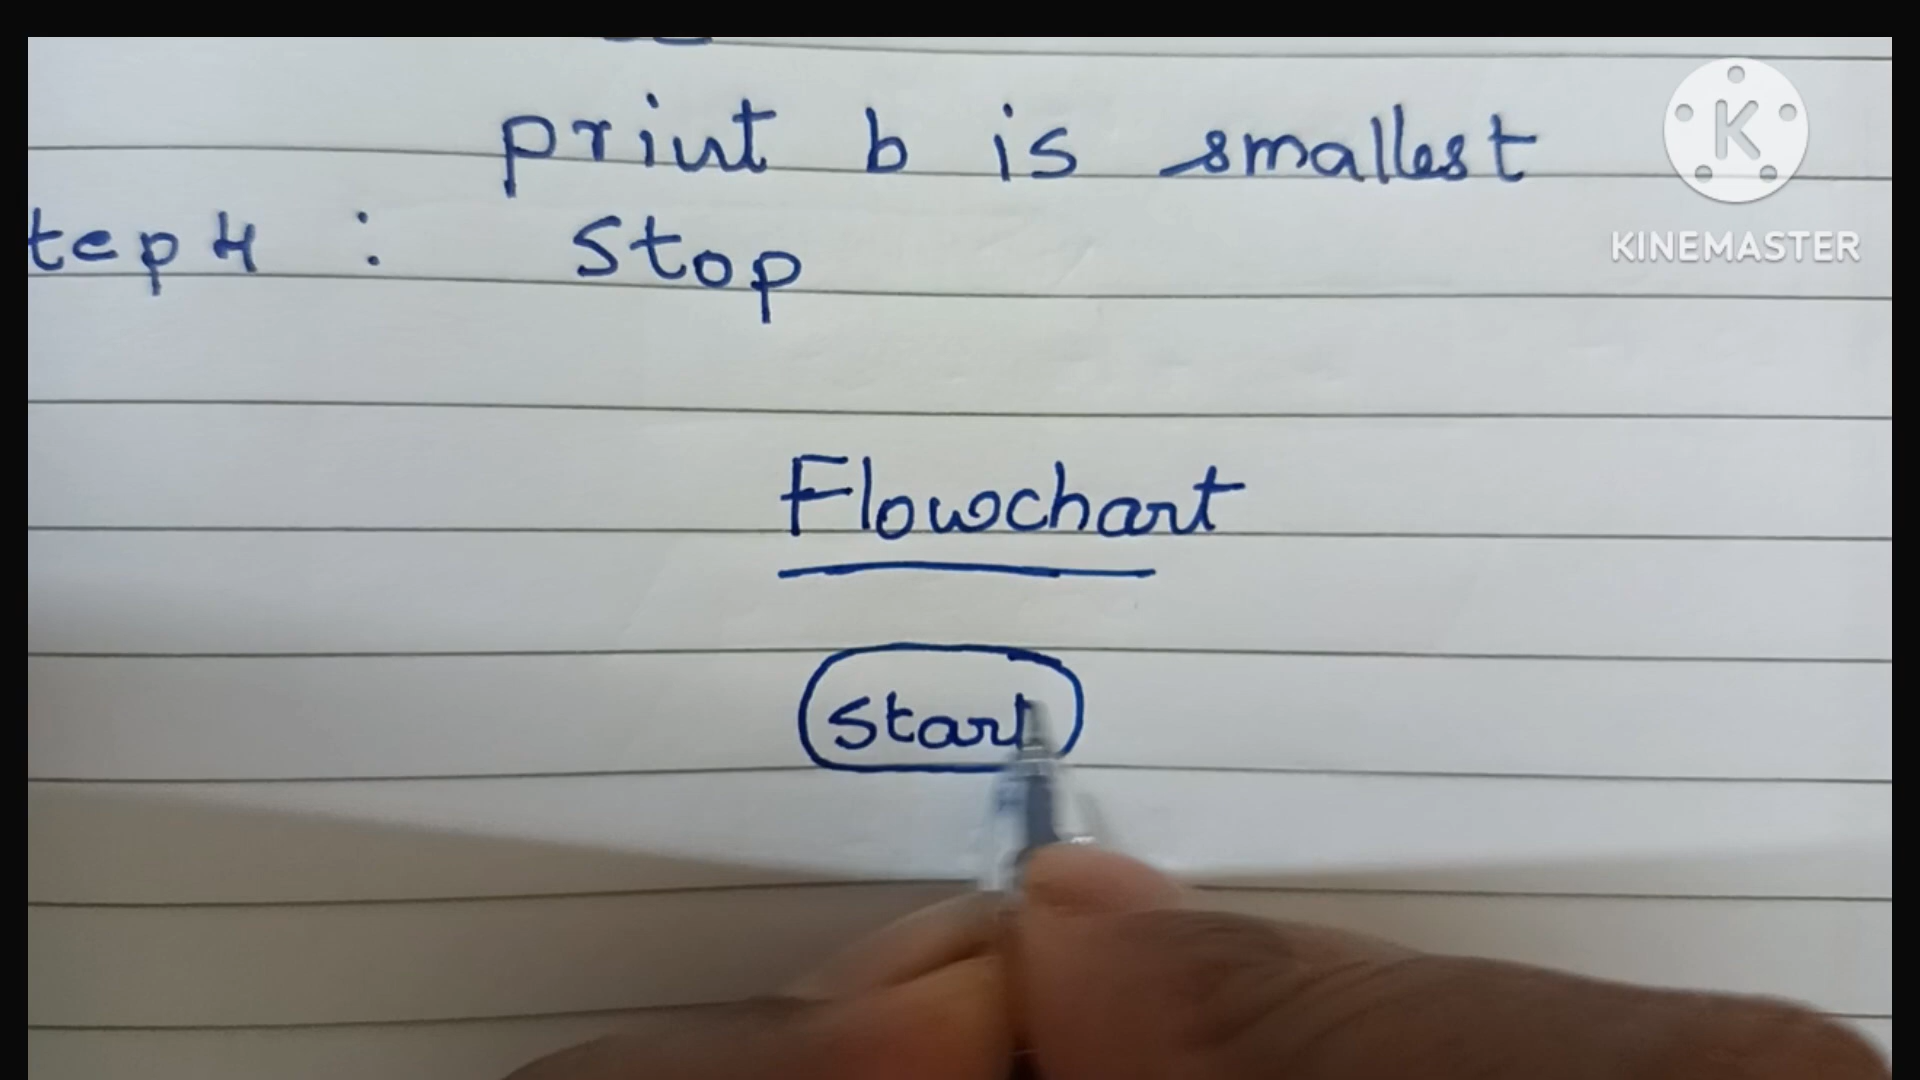 print b is smallest
tep 4 : Stop
Flowchart
Start
K
KINEMASTER